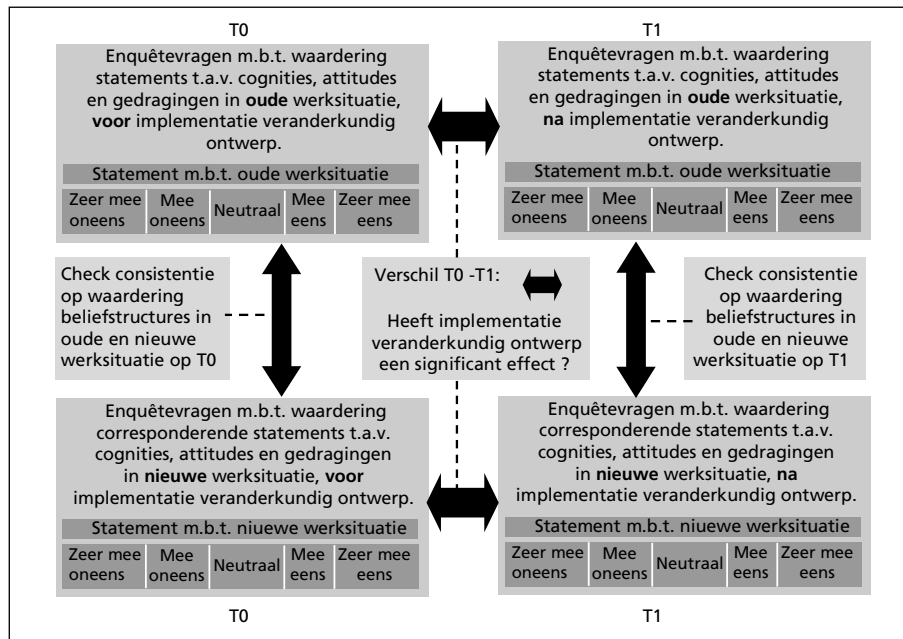 T0
Enquêtevragen m.b.t. waardering
statements t.a.v. cognities, attitudes
en gedragingen in oude werksituatie,
voor implementatie veranderkundig
ontwerp.
Statement m.b.t. oude werksituatie
Zeer mee
oneens
Mee
oneens
Neutraal
Mee
eens
Zeer mee
eens
T1
Enquêtevragen m.b.t. waardering
statements t.a.v. cognities, attitudes
en gedragingen in oude werksituatie,
na implementatie veranderkundig
ontwerp.
Statement m.b.t. oude werksituatie
Zeer mee
oneens
Mee
oneens
Neutraal
Mee
eens
Zeer mee
eens
Check consistentie
op waardering
beliefstructures in
oude en nieuwe
werksituatie op T0
Verschil T0 -T1:
Heeft implementatie
veranderkundig ontwerp
een significant effect ?
Check consistentie
op waardering
beliefstructures in
oude en nieuwe
werksituatie op T1
Enquêtevragen m.b.t. waardering
corresponderende statements t.a.v.
cognities, attitudes en gedragingen
in nieuwe werksituatie, voor
implementatie veranderkundig ontwerp.
Statement m.b.t. niuewe werksituatie
Zeer mee
oneens
Mee
oneens
Neutraal
Mee
eens
Zeer mee
eens
T0
Enquêtevragen m.b.t. waardering
corresponderende statements t.a.v.
cognities, attitudes en gedragingen
in nieuwe werksituatie, na
implementatie veranderkundig ontwerp.
Statement m.b.t. niuewe werksituatie
Zeer mee
oneens
Mee
oneens
Neutraal
Mee
eens
Zeer mee
eens
T1